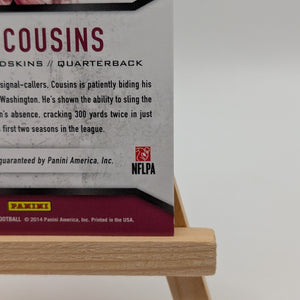 COUSINS
DSKINS // QUARTERBACK
signal-callers, Cousins is patiently biding his
Washington. He's shown the ability to sling the
n's absence, cracking 300 yards twice in just
first two seasons in the league.
guaranteed by Panini America, Inc.
NFLPA
PANINI
FOOTBALL © 2014 Panini America, Inc. Printed in the USA.